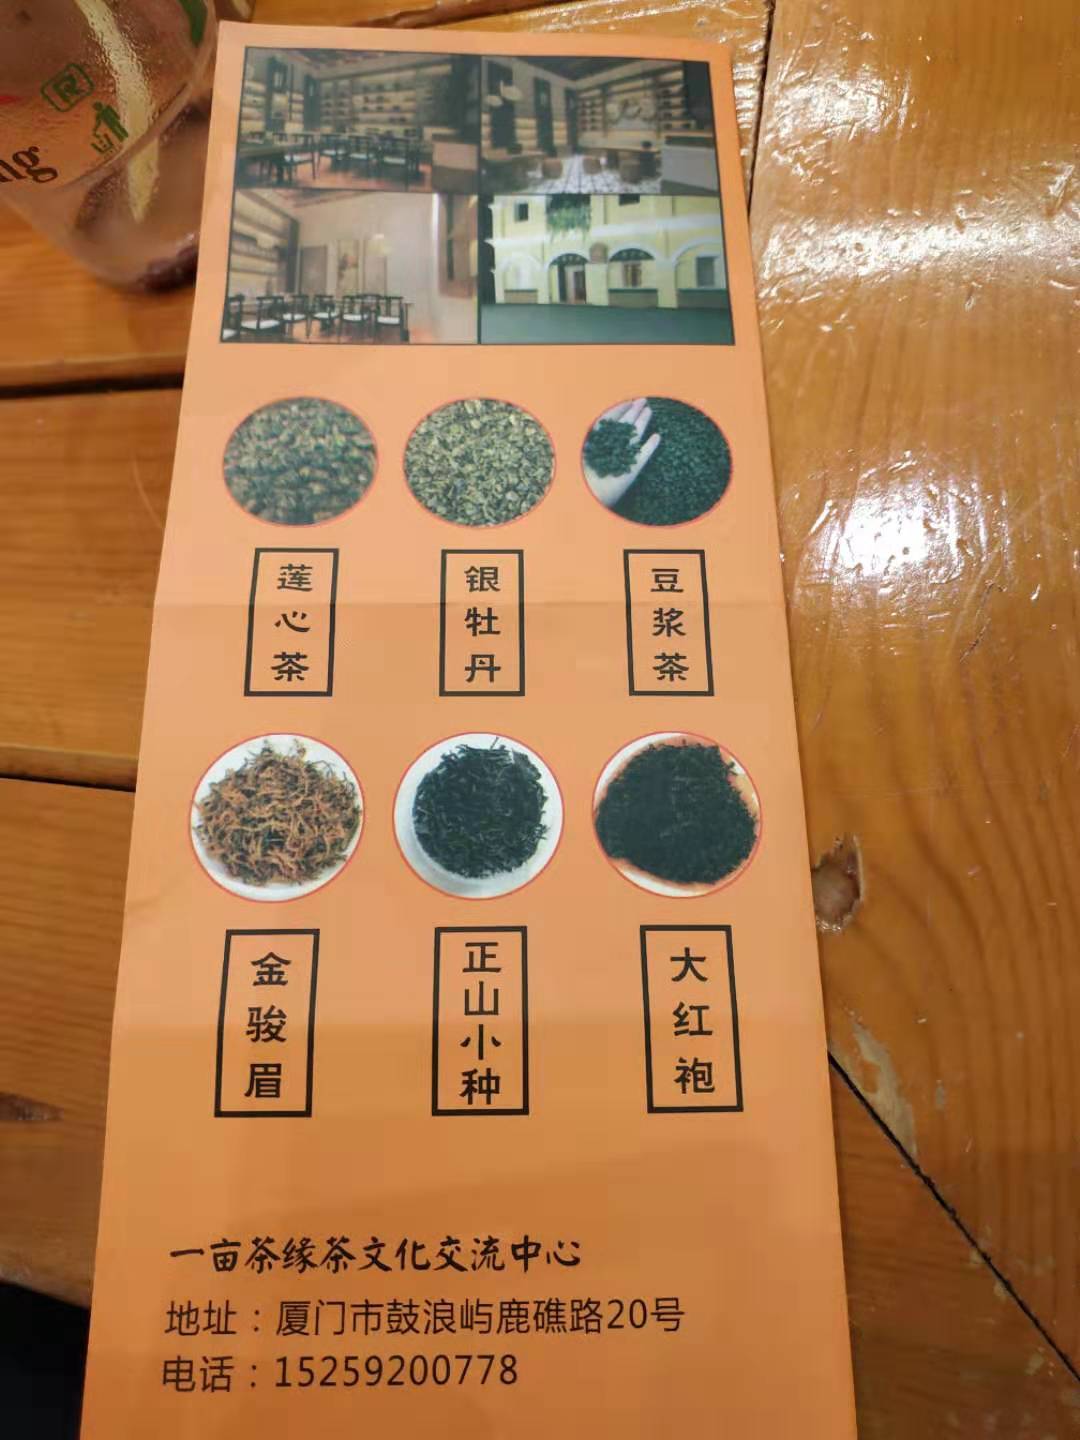 莲心茶
银牡丹
豆浆茶
金骏眉
正山小种
大红袍
一亩茶缘茶文化交流中心
地址：厦门市鼓浪屿鹿礁路20号
电话：15259200778